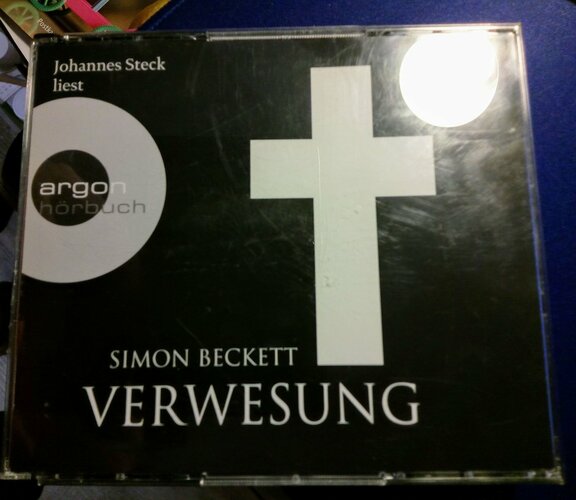 Johannes Steck
liest
argon
hörbuch
SIMON BECKETT
VERWESUNG